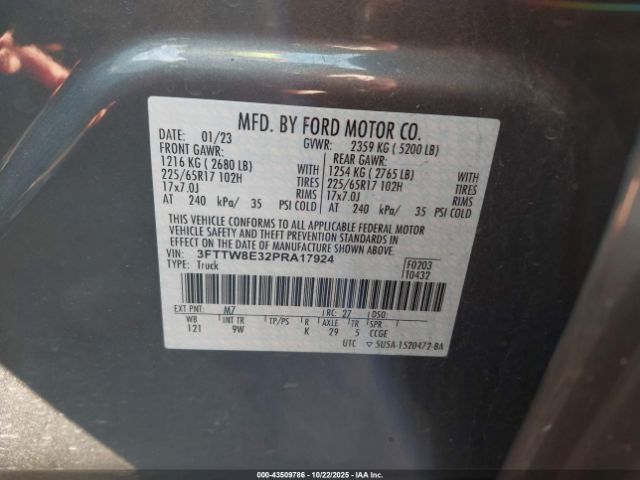 MFD. BY FORD MOTOR CO.
DATE: 01/23 GVWR: 2359 KG ( 5200 LB)
FRONT GAWR: REAR GAWR:
1216 KG ( 2680 LB) WITH 1254 KG ( 2765 LB) WITH
225/65R17 102H TIRES 225/65R17 102H TIRES
17x7.0J RIMS 17x7.0J RIMS
AT 240 kPa/ 35 PSI COLD AT 240 kPa/ 35 PSI COLD
THIS VEHICLE CONFORMS TO ALL APPLICABLE FEDERAL MOTOR
VEHICLE SAFETY AND THEFT PREVENTION STANDARDS IN
EFFECT ON THE DATE OF MANUFACTURE SHOWN ABOVE.
VIN: 3FTTW8E32PRA17924 F0203
TYPE: Truck 10432
EXT PNT: M7 RC: 27 DSO:
WB INT TR TP/PS R AXLE TR SPR
121 9W K 29 5 CCGE
UTC ▽ 5U5A-1520472-BA
000-43509786 - 10/22/2025 - IAAI.COM